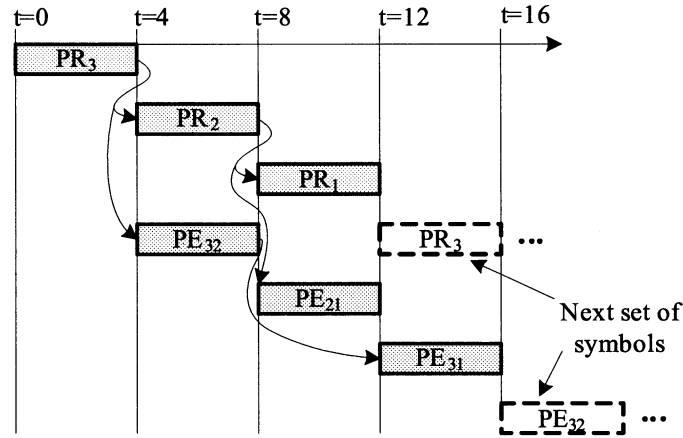 t=0 t=4 t=8 t=12 t=16
PR3
PR2
PR1
PE32 PR3 ...
PE21
Next set of
symbols
PE31
PE32 ...